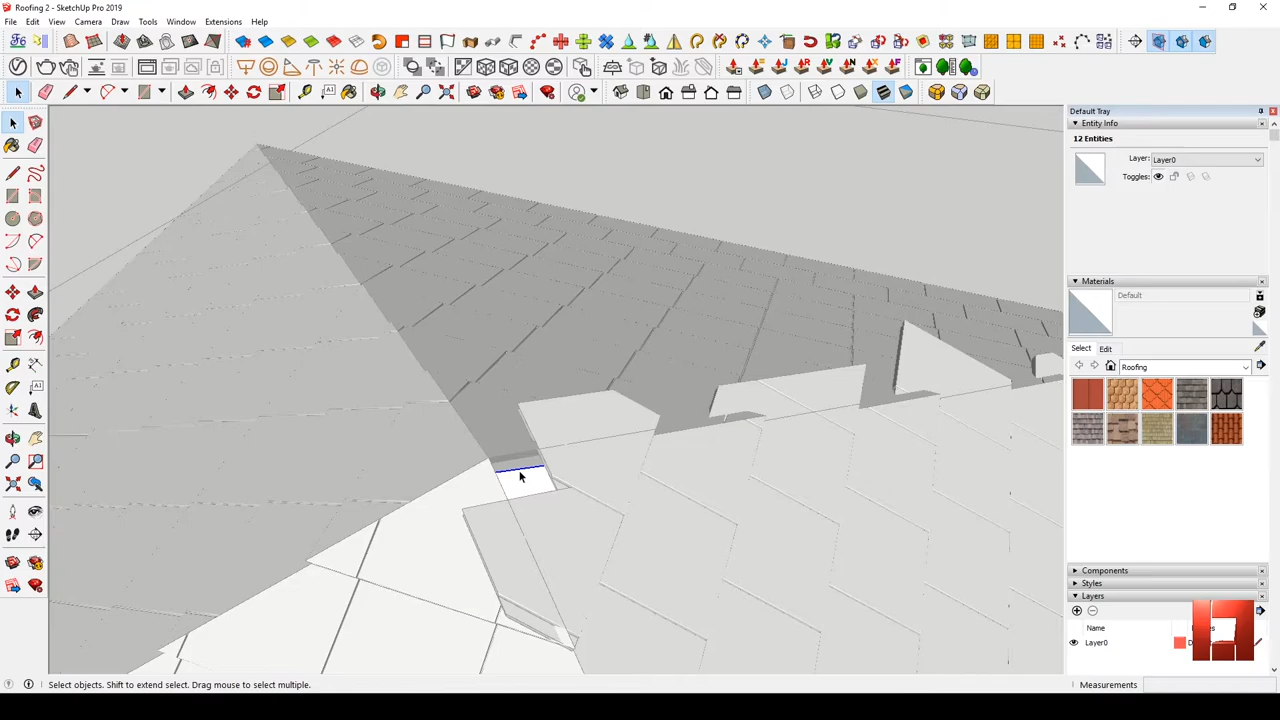 Roofing 2 - SketchUp Pro 2019
File Edit View Camera Draw Tools Window Extensions Help
Default Tray
Entity Info
12 Entities
Layer: Layer0
Toggles:
Materials
Default
Select Edit
Roofing
Components
Styles
Layers
Name
Layer0
Select objects. Shift to extend select. Drag mouse to select multiple.
Measurements